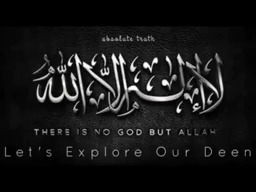 absolute truth
لا إله إلا الله
THERE IS NO GOD BUT ALLAH
Let's Explore Our Deen